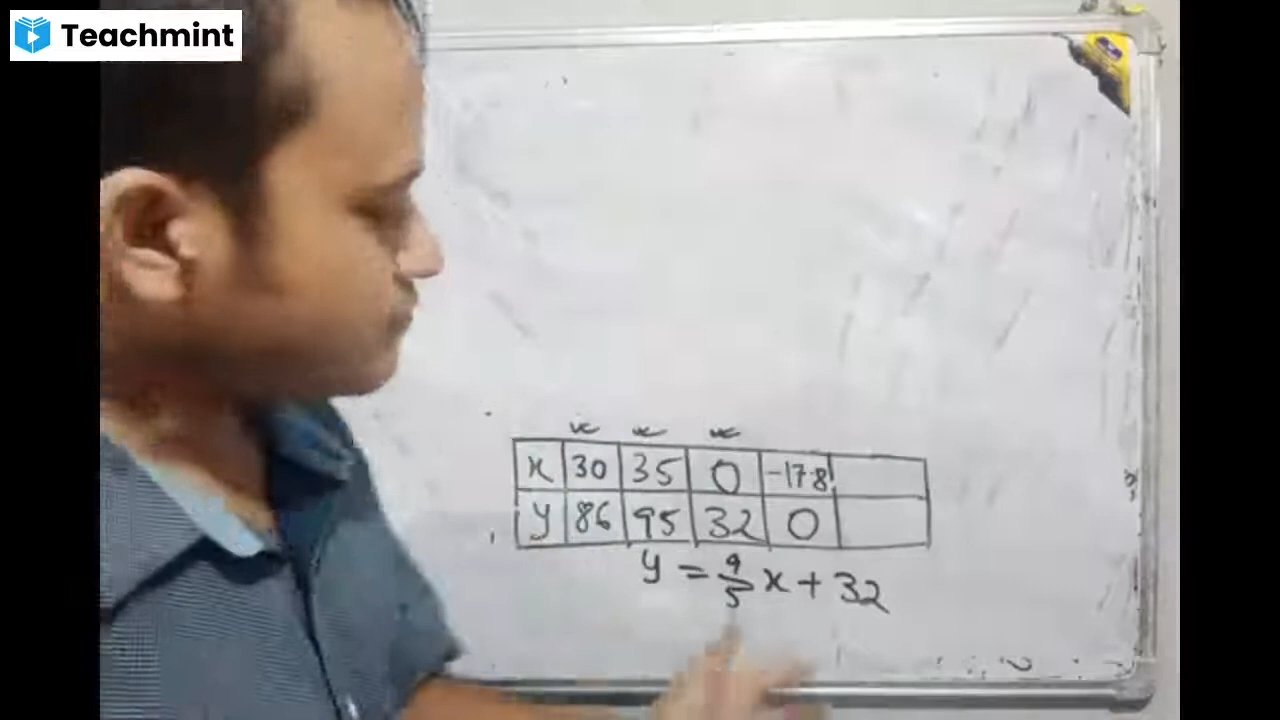 Teachmint
x 30 35 0 -17.8
y 86 95 32 0
y = 9/5 x + 32